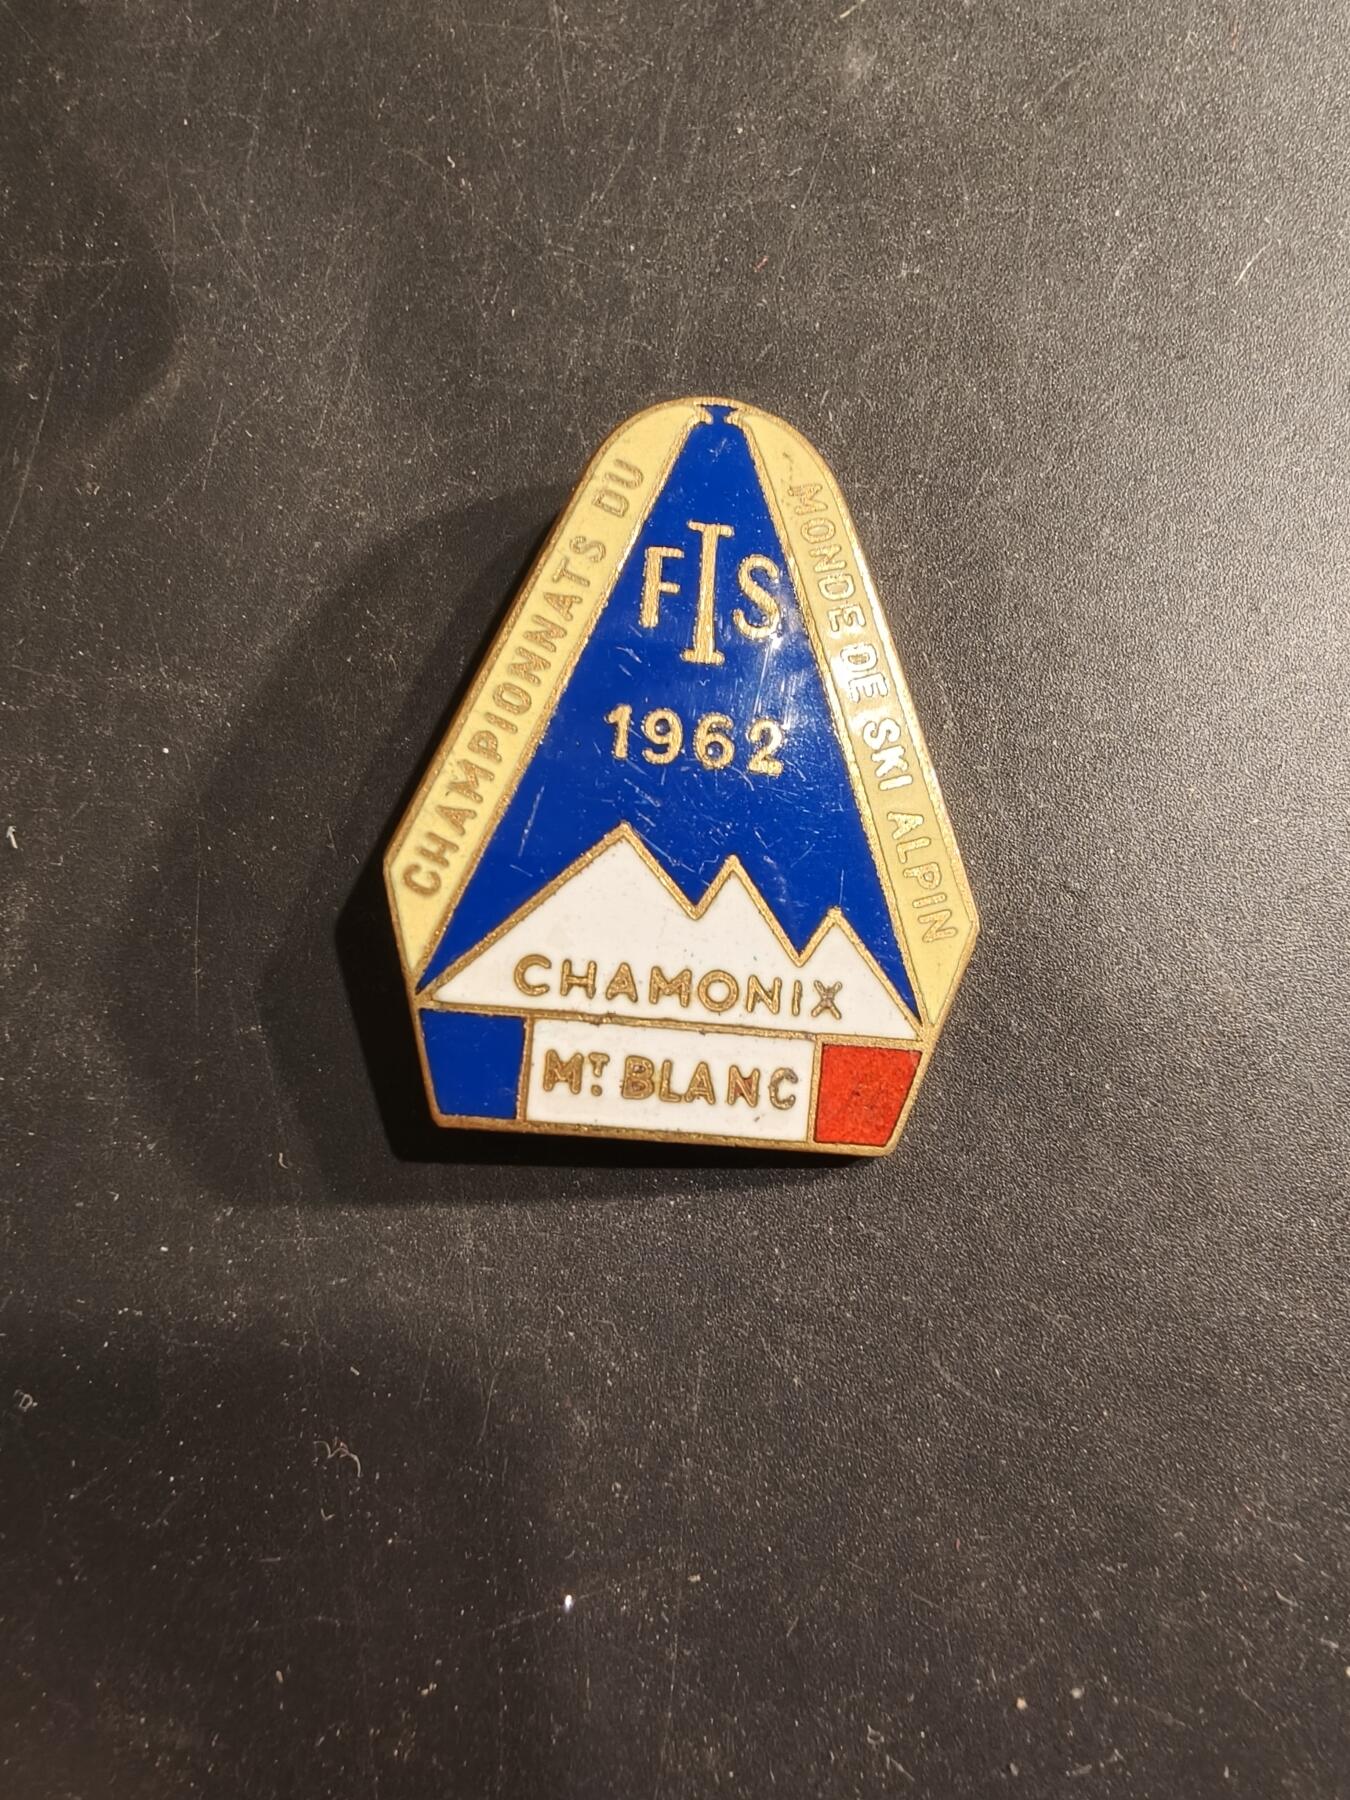 CHAMPIONNATS DU
MONDE DE SKI ALPIN
FIS
1962
CHAMONIX
MT. BLANC